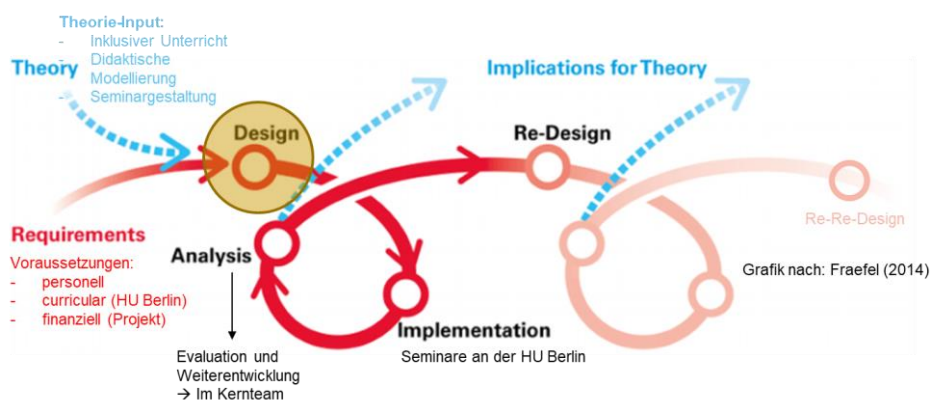 Theorie-Input:
- Inklusiver Unterricht
- Didaktische
Modellierung
- Seminargestaltung
Theory
Implications for Theory
Design
Re-Design
Re-Re-Design
Requirements
Voraussetzungen:
- personell
- curricular (HU Berlin)
- finanziell (Projekt)
Analysis
Grafik nach: Fraefel (2014)
Implementation
Seminare an der HU Berlin
Evaluation und
Weiterentwicklung
→ Im Kernteam